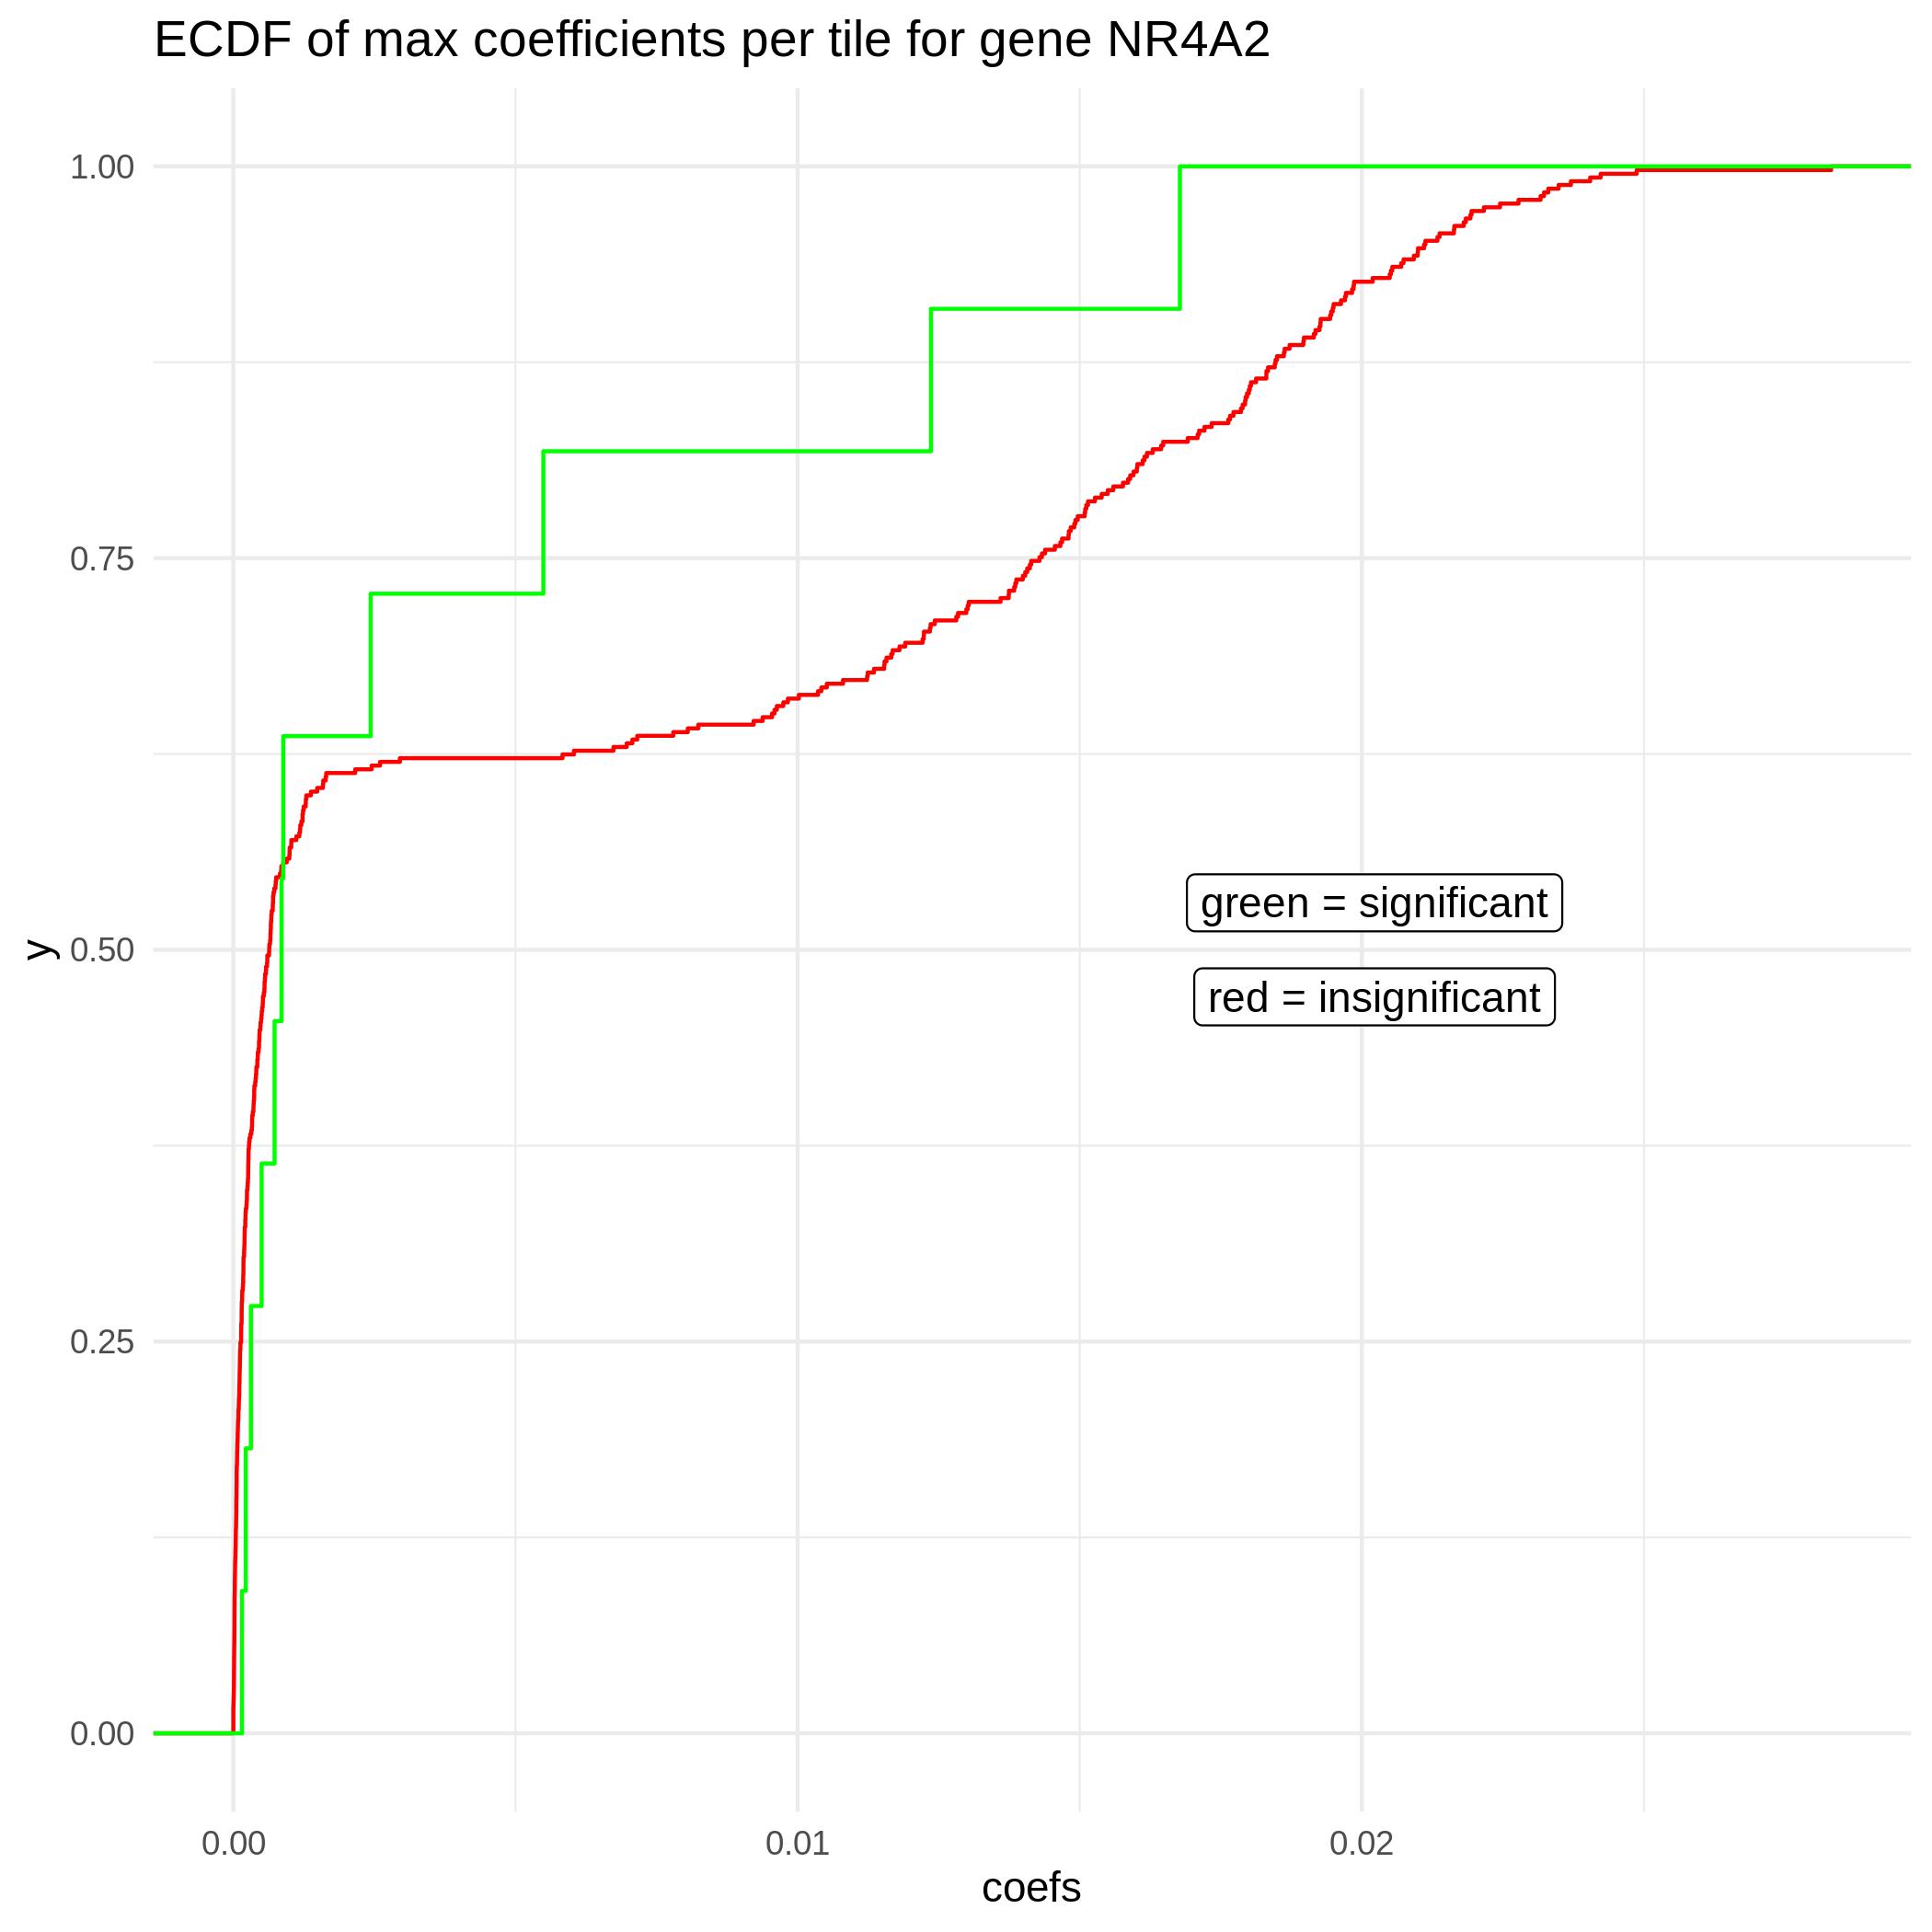 ECDF of max coefficients per tile for gene NR4A2
1.00
0.75
0.50
0.25
0.00
y
green = significant
red = insignificant
0.00 0.01 0.02
coefs